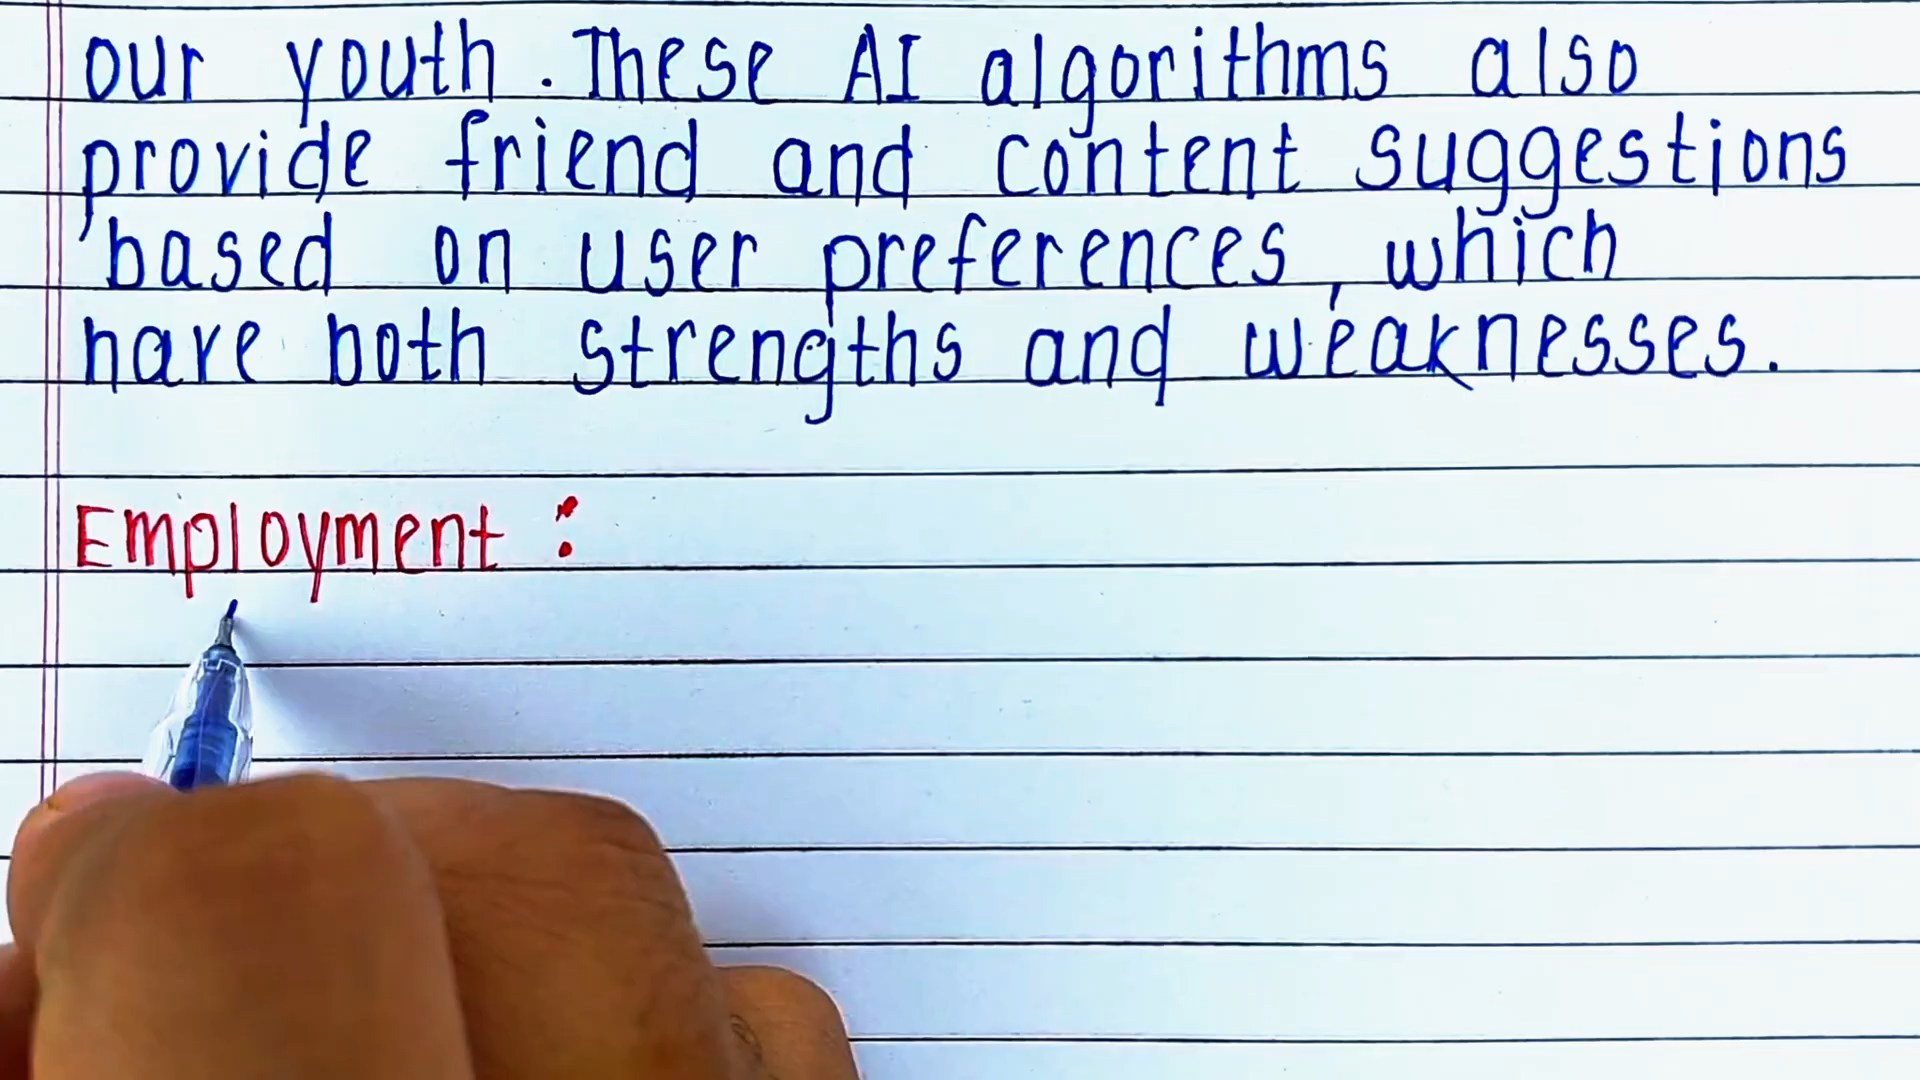 our youth. These AI algorithms also
provide friend and content suggestions
based on user preferences, which
have both strengths and weaknesses.
Employment :